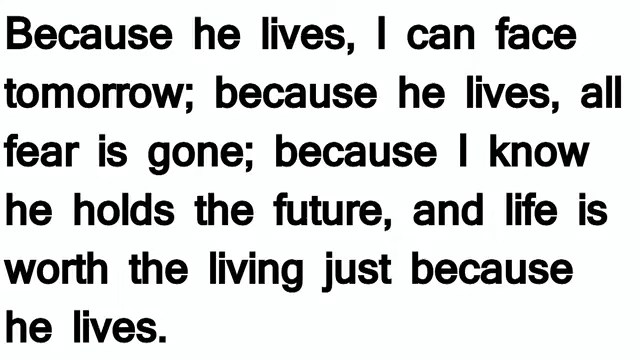 Because he lives, I can face
tomorrow; because he lives, all
fear is gone; because I know
he holds the future, and life is
worth the living just because
he lives.